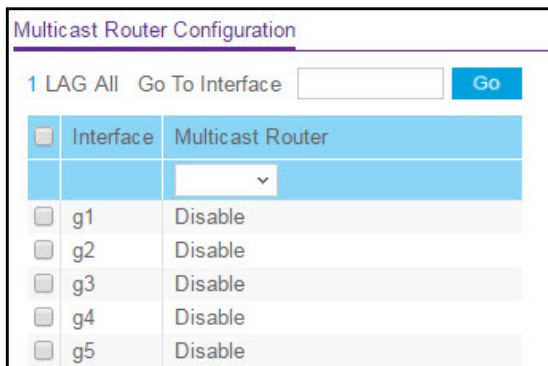 Multicast Router Configuration
1 LAG All Go To Interface Go
Interface Multicast Router
g1 Disable
g2 Disable
g3 Disable
g4 Disable
g5 Disable